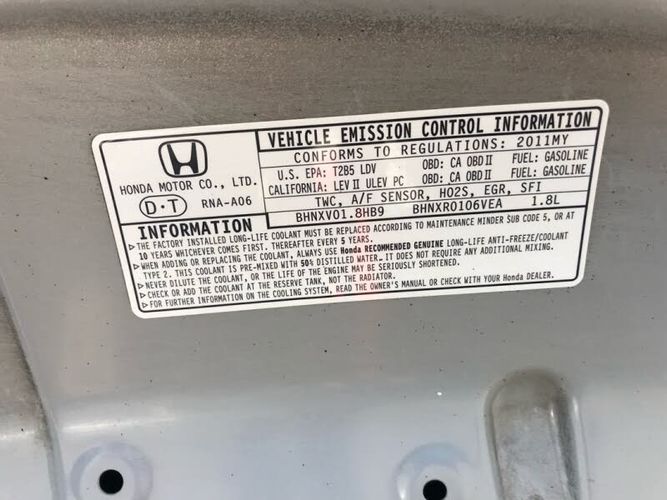 VEHICLE EMISSION CONTROL INFORMATION
CONFORMS TO REGULATIONS: 2011MY
U.S. EPA: T2B5 LDV OBD: CA OBD II FUEL: GASOLINE
CALIFORNIA: LEV II ULEV PC OBD: CA OBD II FUEL: GASOLINE
TWC, A/F SENSOR, HO2S, EGR, SFI
BHNXV01.8HB9 BHNXR0106VEA 1.8L
HONDA MOTOR CO., LTD.
D·T RNA-A06
INFORMATION
▷ THE FACTORY INSTALLED LONG-LIFE COOLANT MUST BE REPLACED ACCORDING TO MAINTENANCE MINDER SUB CODE 5, OR AT
10 YEARS WHICHEVER COMES FIRST. THEREAFTER EVERY 5 YEARS.
▷ WHEN ADDING OR REPLACING THE COOLANT, ALWAYS USE Honda RECOMMENDED GENUINE LONG-LIFE ANTI-FREEZE/COOLANT
TYPE 2. THIS COOLANT IS PRE-MIXED WITH 50% DISTILLED WATER. IT DOES NOT REQUIRE ANY ADDITIONAL MIXING.
▷ NEVER DILUTE THE COOLANT, OR THE LIFE OF THE ENGINE MAY BE SERIOUSLY SHORTENED.
▷ CHECK OR ADD THE COOLANT AT THE RESERVE TANK, NOT THE RADIATOR.
▷ FOR FURTHER INFORMATION ON THE COOLING SYSTEM, READ THE OWNER'S MANUAL OR CHECK WITH YOUR Honda DEALER.